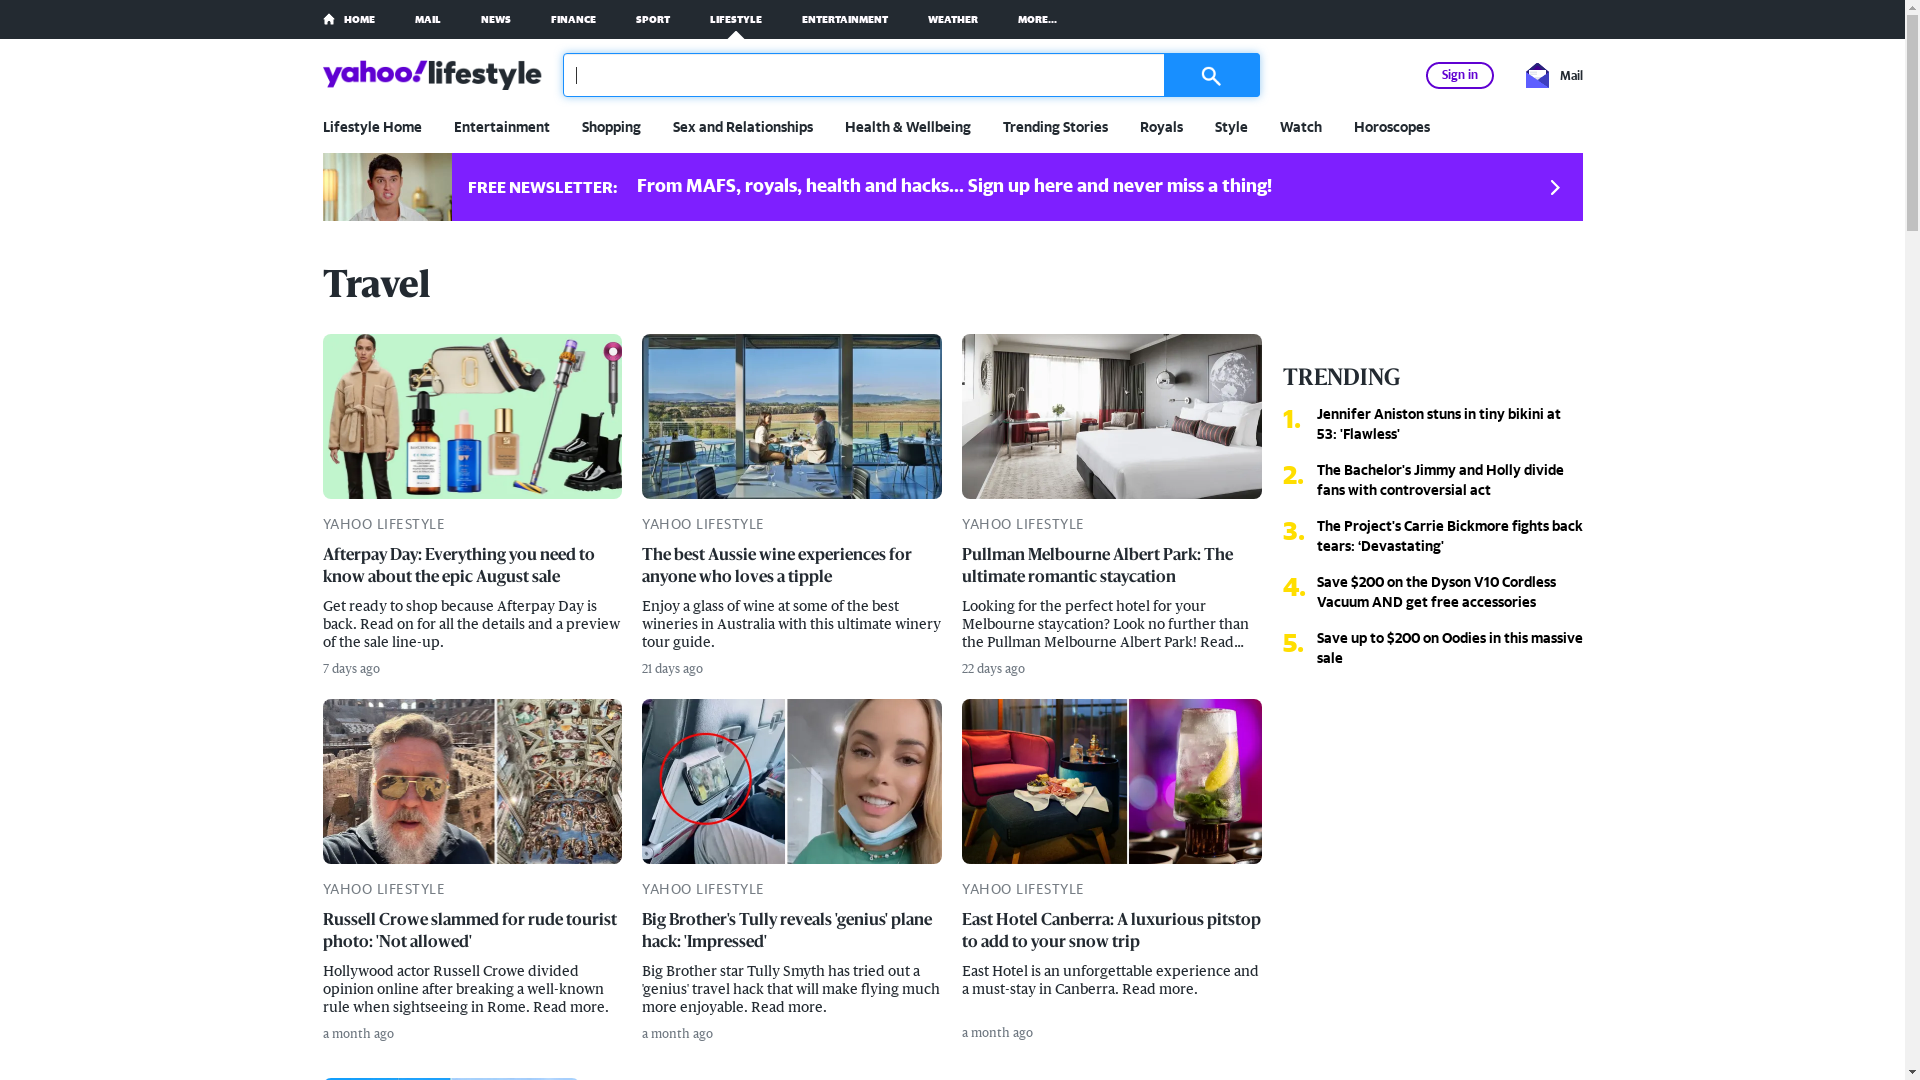 HOME MAIL NEWS FINANCE SPORT LIFESTYLE ENTERTAINMENT WEATHER MORE...
yahoo!lifestyle
Sign in
Mail
Lifestyle Home Entertainment Shopping Sex and Relationships Health & Wellbeing Trending Stories Royals Style Watch Horoscopes
FREE NEWSLETTER: From MAFS, royals, health and hacks... Sign up here and never miss a thing!
Travel
YAHOO LIFESTYLE
Afterpay Day: Everything you need to
know about the epic August sale
Get ready to shop because Afterpay Day is
back. Read on for all the details and a preview
of the sale line-up.
7 days ago
YAHOO LIFESTYLE
The best Aussie wine experiences for
anyone who loves a tipple
Enjoy a glass of wine at some of the best
wineries in Australia with this ultimate winery
tour guide.
21 days ago
YAHOO LIFESTYLE
Pullman Melbourne Albert Park: The
ultimate romantic staycation
Looking for the perfect hotel for your
Melbourne staycation? Look no further than
the Pullman Melbourne Albert Park! Read...
22 days ago
TRENDING
1. Jennifer Aniston stuns in tiny bikini at
53: 'Flawless'
2. The Bachelor's Jimmy and Holly divide
fans with controversial act
3. The Project's Carrie Bickmore fights back
tears: ‘Devastating'
4. Save $200 on the Dyson V10 Cordless
Vacuum AND get free accessories
5. Save up to $200 on Oodies in this massive
sale
YAHOO LIFESTYLE
Russell Crowe slammed for rude tourist
photo: 'Not allowed'
Hollywood actor Russell Crowe divided
opinion online after breaking a well-known
rule when sightseeing in Rome. Read more.
a month ago
YAHOO LIFESTYLE
Big Brother's Tully reveals 'genius' plane
hack: 'Impressed'
Big Brother star Tully Smyth has tried out a
'genius' travel hack that will make flying much
more enjoyable. Read more.
a month ago
YAHOO LIFESTYLE
East Hotel Canberra: A luxurious pitstop
to add to your snow trip
East Hotel is an unforgettable experience and
a must-stay in Canberra. Read more.
a month ago